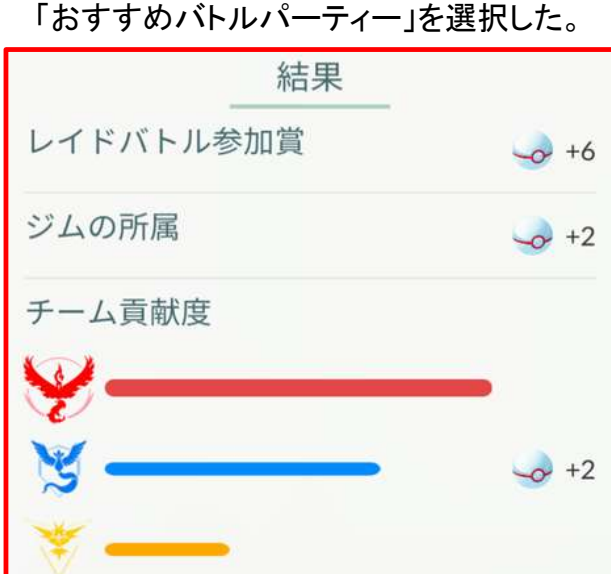 「おすすめバトルパーティー」を選択した。
結果
レイドバトル参加賞 +6
ジムの所属 +2
チーム貢献度
+2